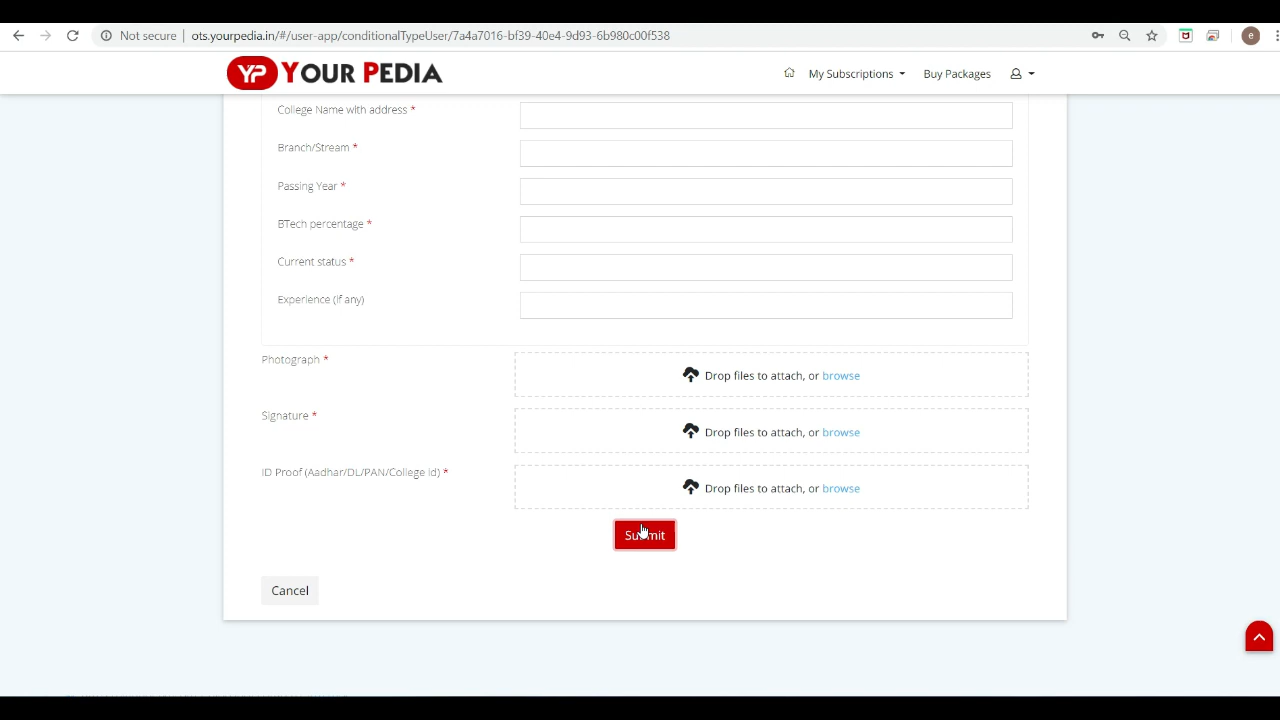 Not secure | ots.yourpedia.in/#/user-app/conditionalTypeUser/7a4a7016-bf39-40e4-9d93-6b980c00f538
e
YP YOUR PEDIA
My Subscriptions
Buy Packages
College Name with address *
Branch/Stream *
Passing Year *
BTech percentage *
Current status *
Experience (if any)
Photograph *
Drop files to attach, or browse
Signature *
Drop files to attach, or browse
ID Proof (Aadhar/DL/PAN/College Id) *
Drop files to attach, or browse
Submit
Cancel